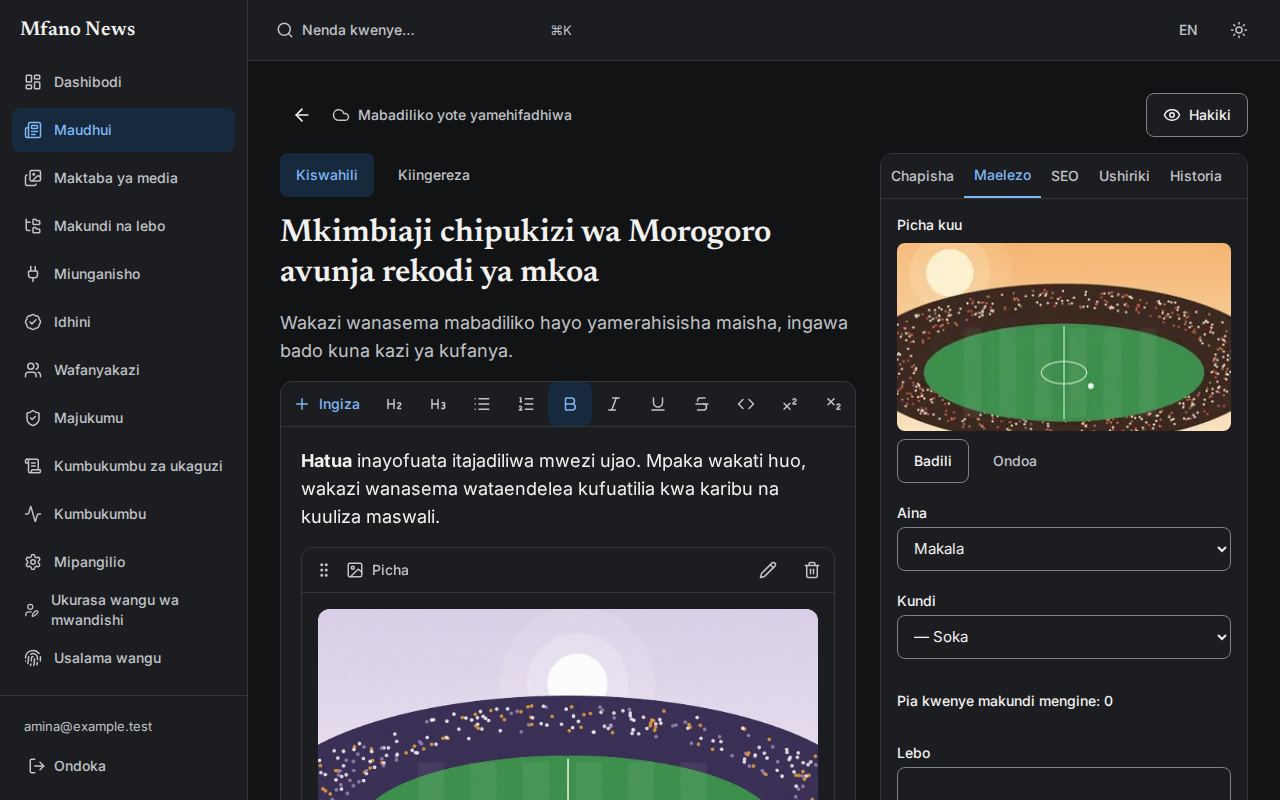 Mfano News
Nenda kwenye...
⌘K
EN
Dashibodi
Maudhui
Maktaba ya media
Makundi na lebo
Miunganisho
Idhini
Wafanyakazi
Majukumu
Kumbukumbu za ukaguzi
Kumbukumbu
Mipangilio
Ukurasa wangu wa
mwandishi
Usalama wangu
amina@example.test
Ondoka
Mabadiliko yote yamehifadhiwa
Hakiki
Kiswahili
Kiingereza
Mkimbiaji chipukizi wa Morogoro
avunja rekodi ya mkoa
Wakazi wanasema mabadiliko hayo yamerahisisha maisha, ingawa
bado kuna kazi ya kufanya.
Ingiza
H2
H3
Hatua inayofuata itajadiliwa mwezi ujao. Mpaka wakati huo,
wakazi wanasema wataendelea kufuatilia kwa karibu na
kuuliza maswali.
Picha
Chapisha
Maelezo
SEO
Ushiriki
Historia
Picha kuu
Badili
Ondoa
Aina
Makala
Kundi
— Soka
Pia kwenye makundi mengine: 0
Lebo